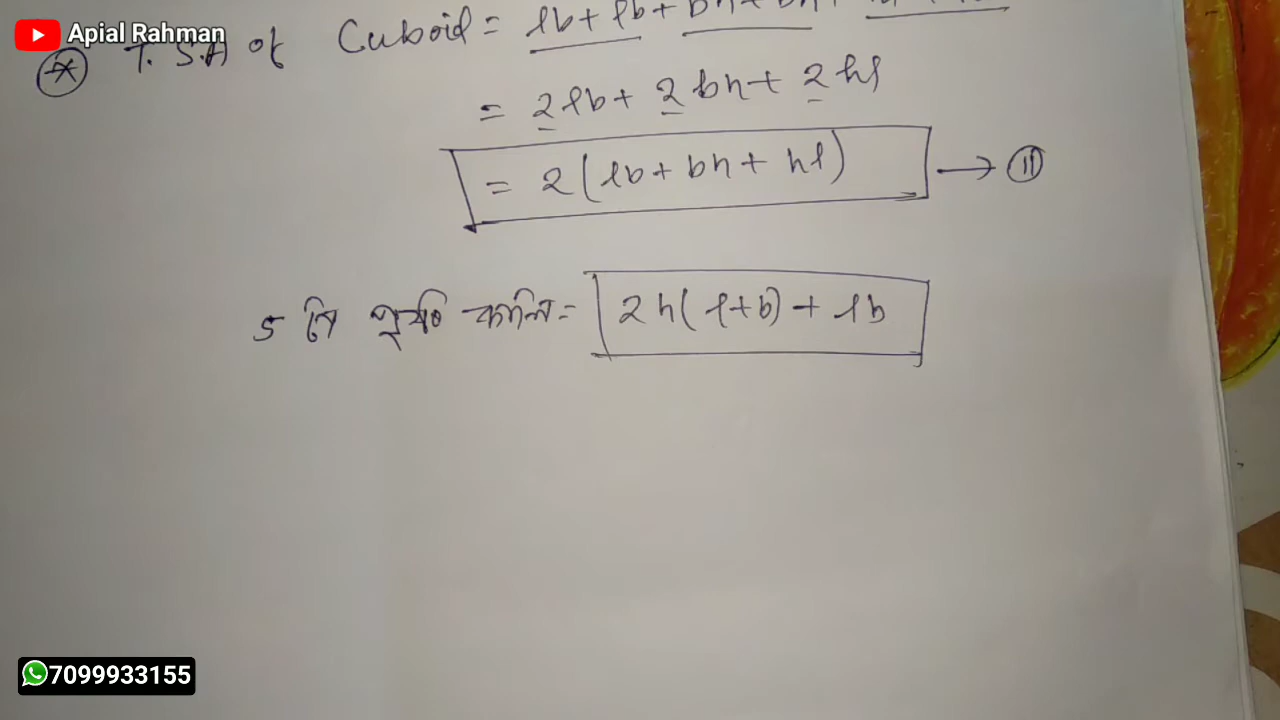 Apial Rahman
* T. S.A of Cuboid = lb + lb + bh + bh +
= 2lb + 2bh + 2hl
= 2(lb + bh + hl) → II
5 টা পৃষ্ঠৰ কালি = 2h(l+b) + lb
7099933155